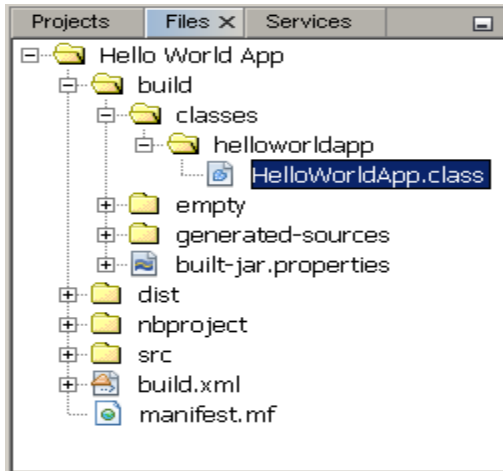 Projects Files Services
Hello World App
build
classes
helloworldapp
HelloWorldApp.class
empty
generated-sources
built-jar.properties
dist
nbproject
src
build.xml
manifest.mf